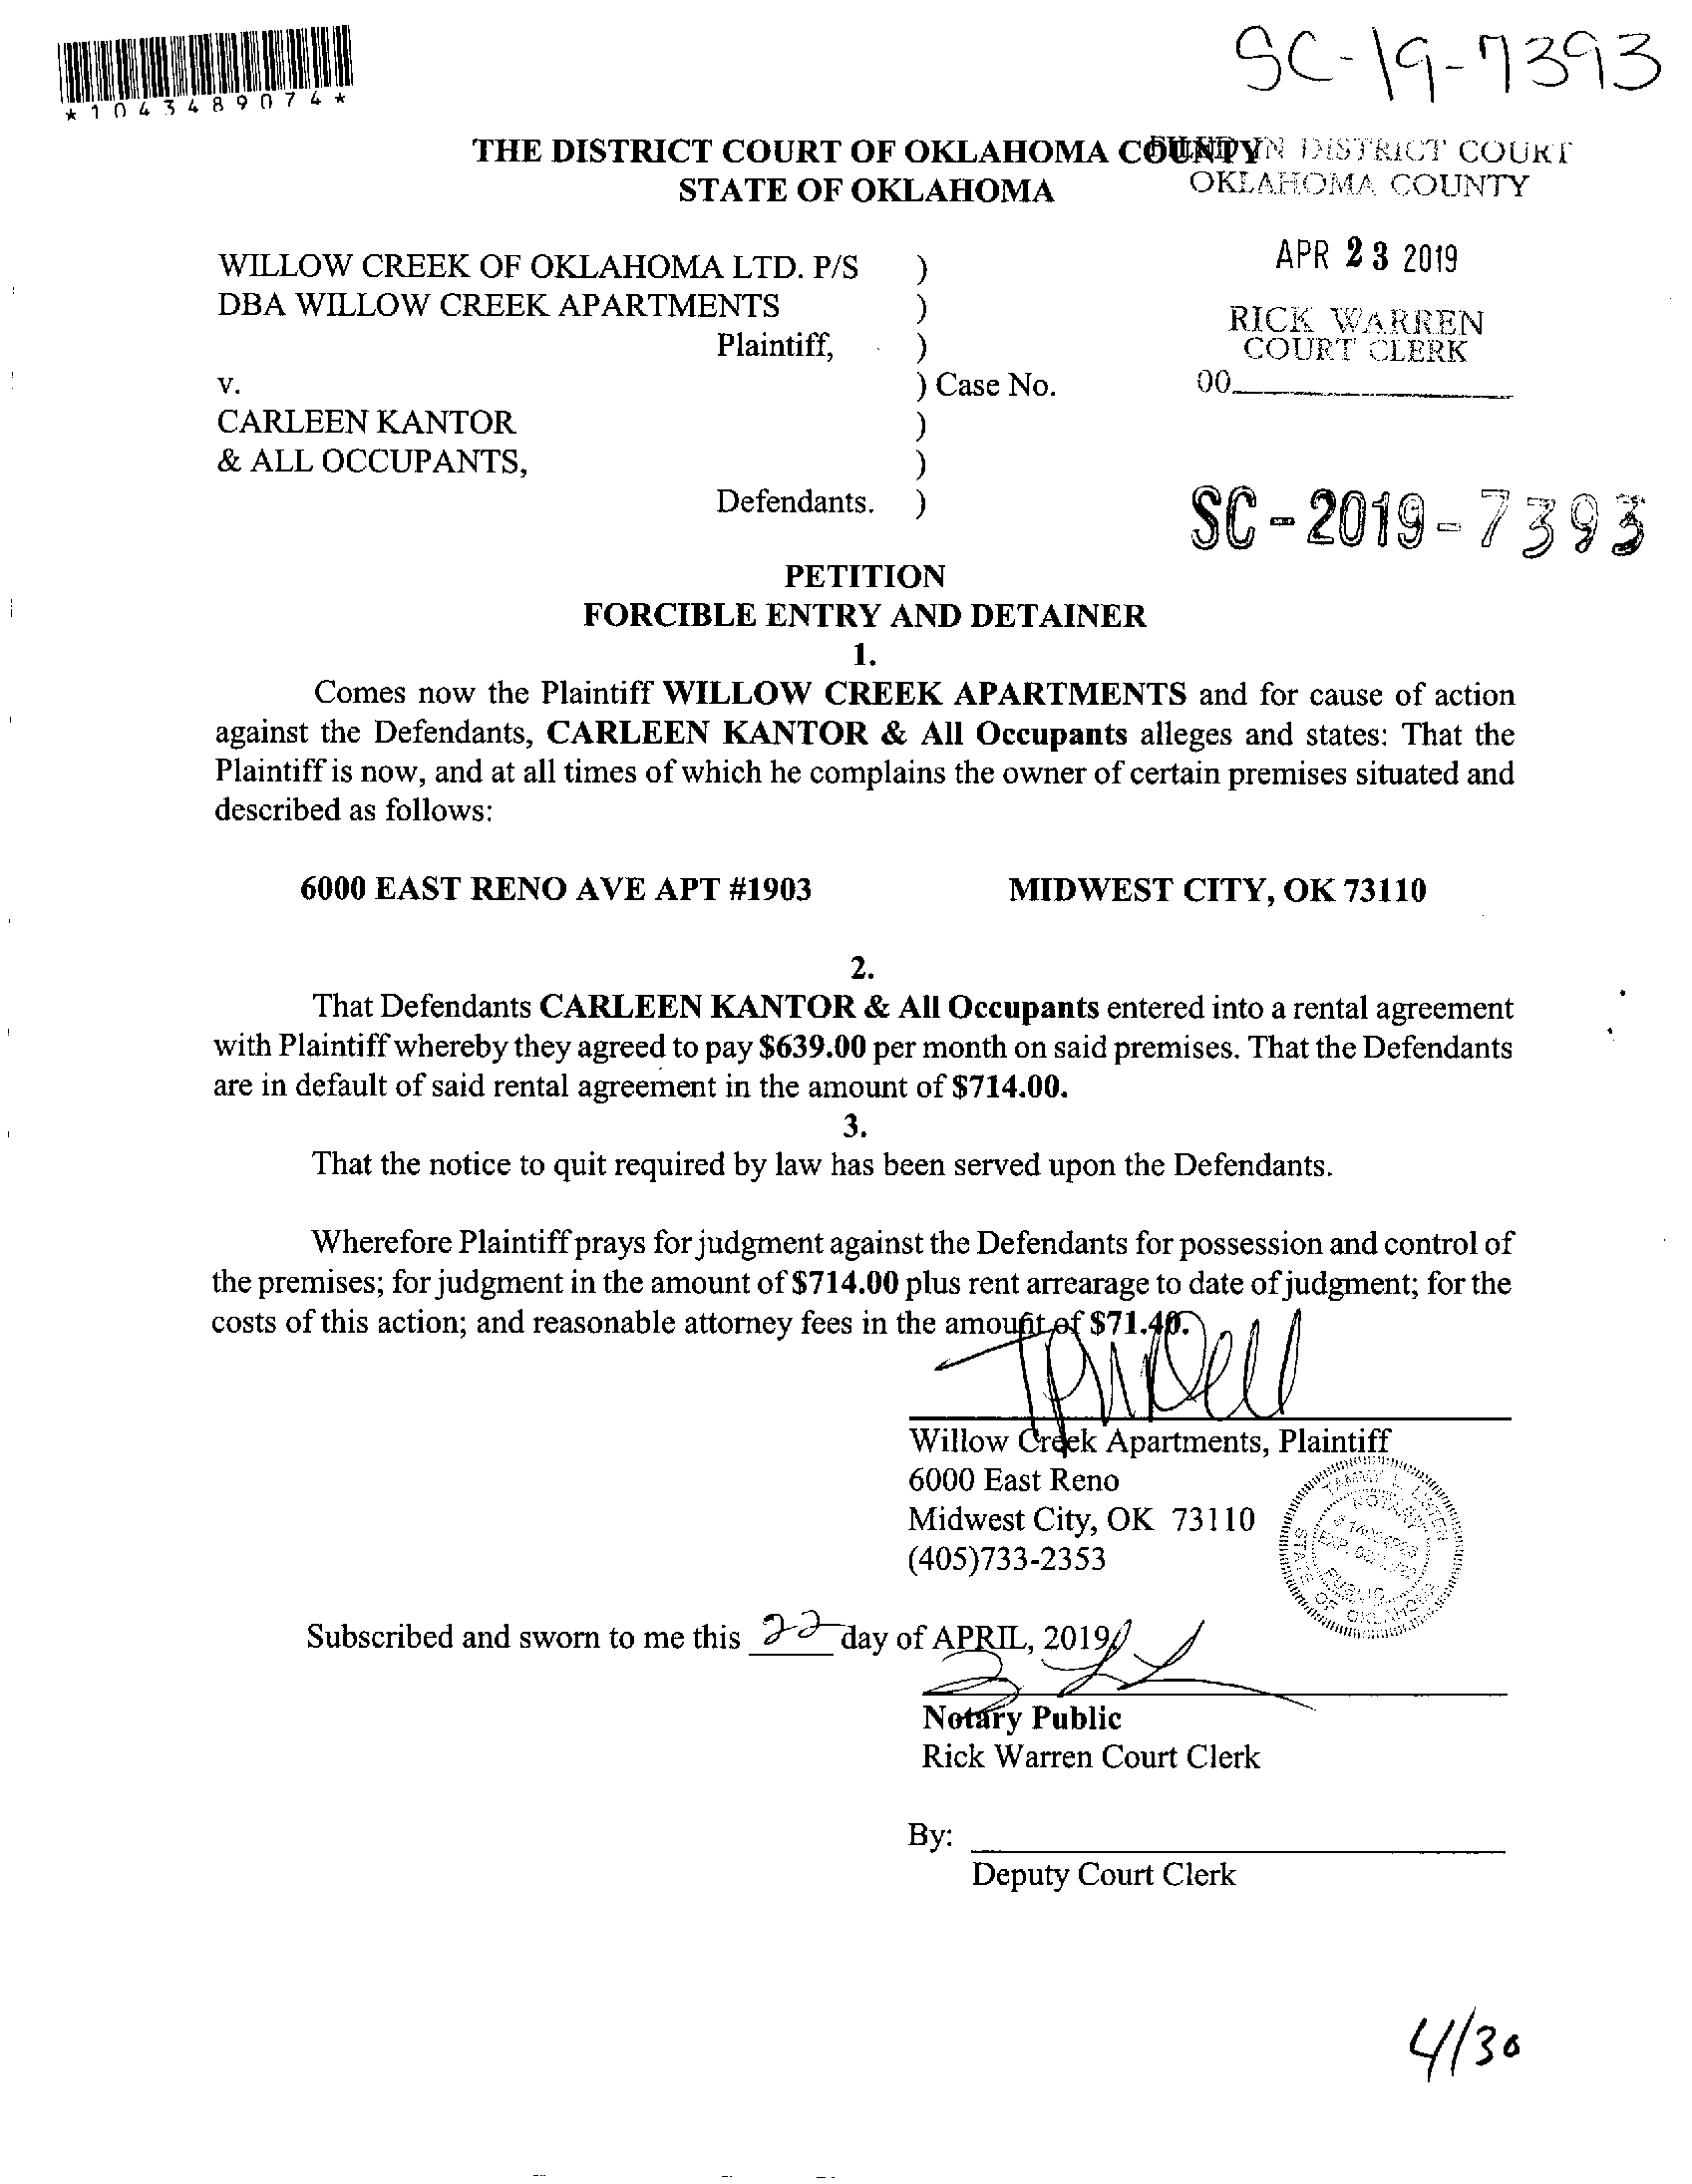 SC-19-7393
*1043489074*
THE DISTRICT COURT OF OKLAHOMA COUNTY
STATE OF OKLAHOMA
FILED IN DISTRICT COURT
OKLAHOMA COUNTY
APR 23 2019
RICK WARREN
COURT CLERK
00
WILLOW CREEK OF OKLAHOMA LTD. P/S )
DBA WILLOW CREEK APARTMENTS )
Plaintiff, )
v. ) Case No.
CARLEEN KANTOR )
& ALL OCCUPANTS, )
Defendants. )
SC-2019-7393
PETITION
FORCIBLE ENTRY AND DETAINER
1.
Comes now the Plaintiff WILLOW CREEK APARTMENTS and for cause of action
against the Defendants, CARLEEN KANTOR & All Occupants alleges and states: That the
Plaintiff is now, and at all times of which he complains the owner of certain premises situated and
described as follows:
6000 EAST RENO AVE APT #1903 MIDWEST CITY, OK 73110
2.
That Defendants CARLEEN KANTOR & All Occupants entered into a rental agreement
with Plaintiff whereby they agreed to pay $639.00 per month on said premises. That the Defendants
are in default of said rental agreement in the amount of $714.00.
3.
That the notice to quit required by law has been served upon the Defendants.
Wherefore Plaintiff prays for judgment against the Defendants for possession and control of
the premises; for judgment in the amount of $714.00 plus rent arrearage to date of judgment; for the
costs of this action; and reasonable attorney fees in the amount of $71.40.
Willow Creek Apartments, Plaintiff
6000 East Reno
Midwest City, OK 73110
(405)733-2353
TAMMY L.
NOTARY
EXP.
PUBLIC
STATE OF OKLAHOMA
Subscribed and sworn to me this 22 day of APRIL, 2019
Notary Public
Rick Warren Court Clerk
By:
Deputy Court Clerk
4/30